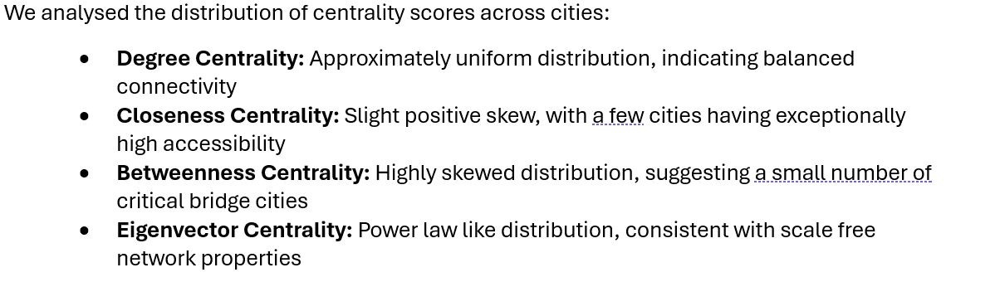 We analysed the distribution of centrality scores across cities:
• Degree Centrality: Approximately uniform distribution, indicating balanced
connectivity
• Closeness Centrality: Slight positive skew, with a few cities having exceptionally
high accessibility
• Betweenness Centrality: Highly skewed distribution, suggesting a small number of
critical bridge cities
• Eigenvector Centrality: Power law like distribution, consistent with scale free
network properties